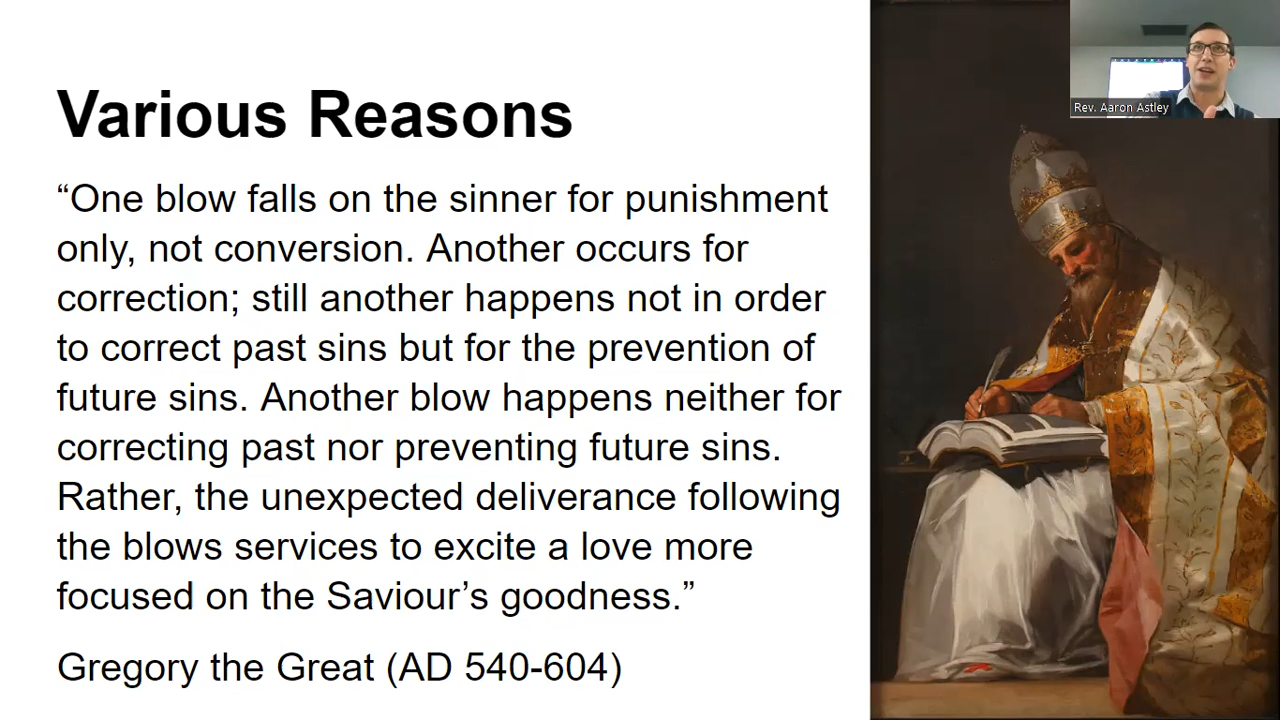 Various Reasons
“One blow falls on the sinner for punishment
only, not conversion. Another occurs for
correction; still another happens not in order
to correct past sins but for the prevention of
future sins. Another blow happens neither for
correcting past nor preventing future sins.
Rather, the unexpected deliverance following
the blows services to excite a love more
focused on the Saviour’s goodness.”
Gregory the Great (AD 540-604)
Rev. Aaron Astley